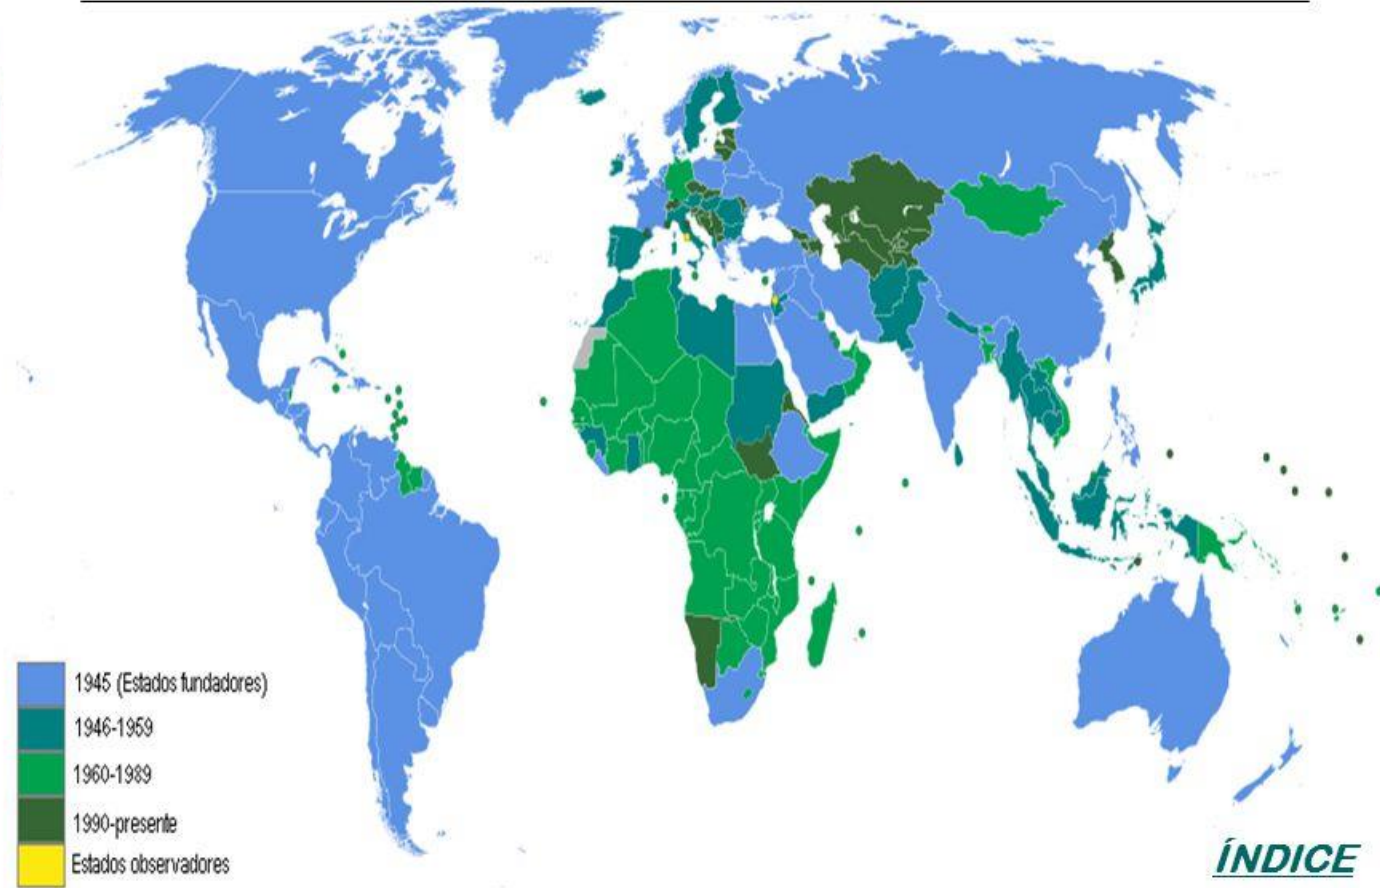 1945 (Estados fundadores)
1946-1959
1960-1989
1990-presente
Estados observadores
ÍNDICE